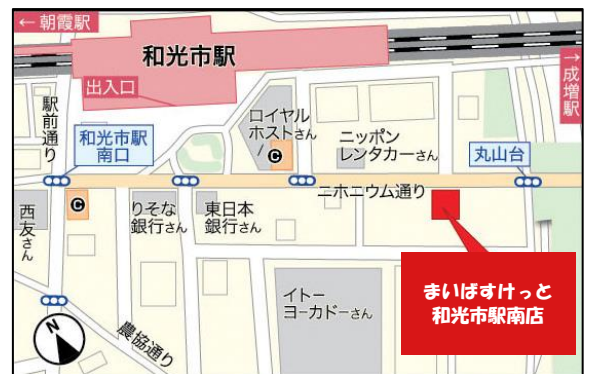 ← 朝霞駅
和光市駅
出入口
→成増駅
駅前通り
和光市駅
南口
ロイヤル
ホストさん
ニッポン
レンタカーさん
丸山台
ニホニウム通り
西友さん
りそな
銀行さん
東日本
銀行さん
イトー
ヨーカドーさん
まいばすけっと
和光市駅南店
農協通り
N